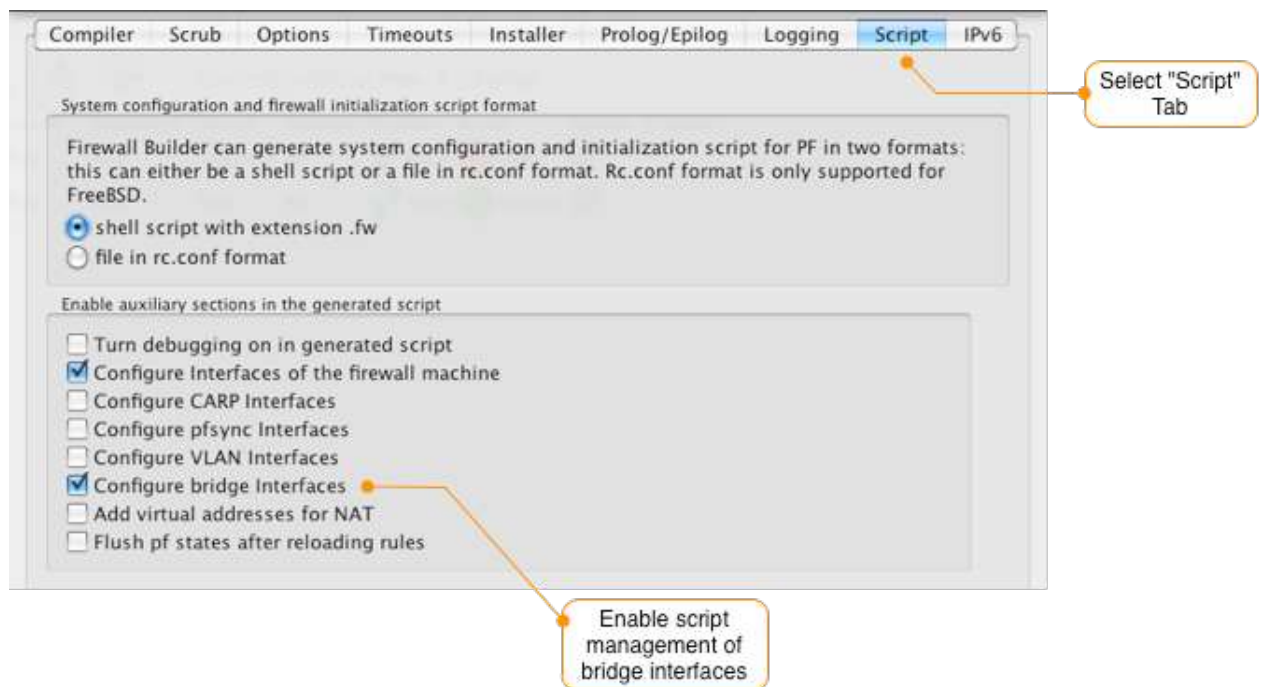 Compiler Scrub Options Timeouts Installer Prolog/Epilog Logging Script IPv6
Select "Script"
Tab
System configuration and firewall initialization script format
Firewall Builder can generate system configuration and initialization script for PF in two formats:
this can either be a shell script or a file in rc.conf format. Rc.conf format is only supported for
FreeBSD.
shell script with extension .fw
file in rc.conf format
Enable auxiliary sections in the generated script
Turn debugging on in generated script
Configure Interfaces of the firewall machine
Configure CARP Interfaces
Configure pfsync Interfaces
Configure VLAN Interfaces
Configure bridge Interfaces
Add virtual addresses for NAT
Flush pf states after reloading rules
Enable script
management of
bridge interfaces